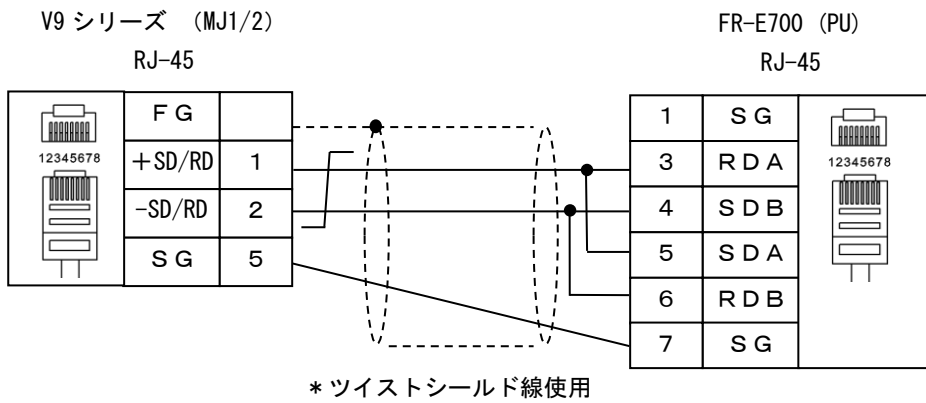 V9 シリーズ (MJ1/2)
RJ-45
FR-E700 (PU)
RJ-45
12345678
FG
+SD/RD 1
-SD/RD 2
SG 5
1 SG
3 RDA
4 SDB
5 SDA
6 RDB
7 SG
12345678
*ツイストシールド線使用